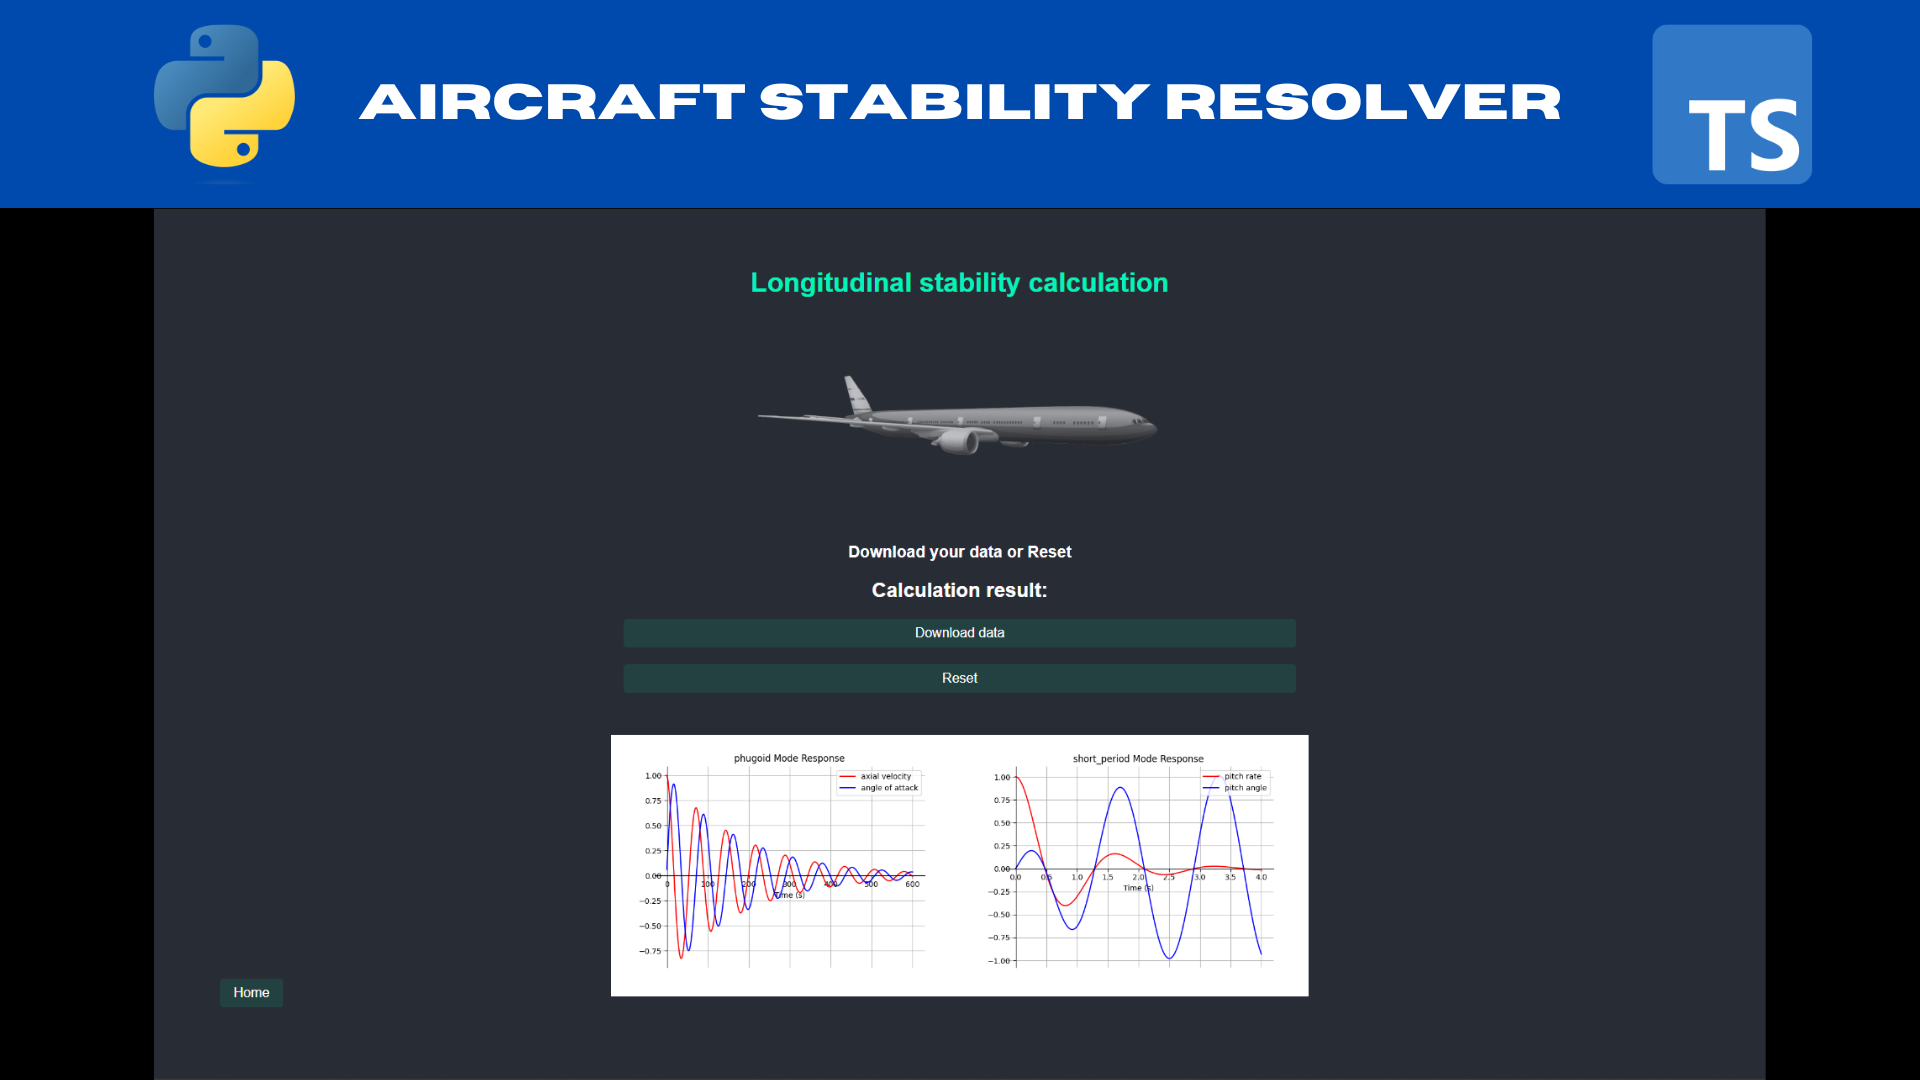 AIRCRAFT STABILITY RESOLVER
TS
Longitudinal stability calculation
Download your data or Reset
Calculation result:
Download data
Reset
phugoid Mode Response
axial velocity
angle of attack
1.00
0.75
0.50
0.25
0.00
−0.25
−0.50
−0.75
0 100 200 300 400 500 600
Time (s)
short_period Mode Response
pitch rate
pitch angle
1.00
0.75
0.50
0.25
0.00
−0.25
−0.50
−0.75
−1.00
0.0 0.5 1.0 1.5 2.0 2.5 3.0 3.5 4.0
Time (s)
Home